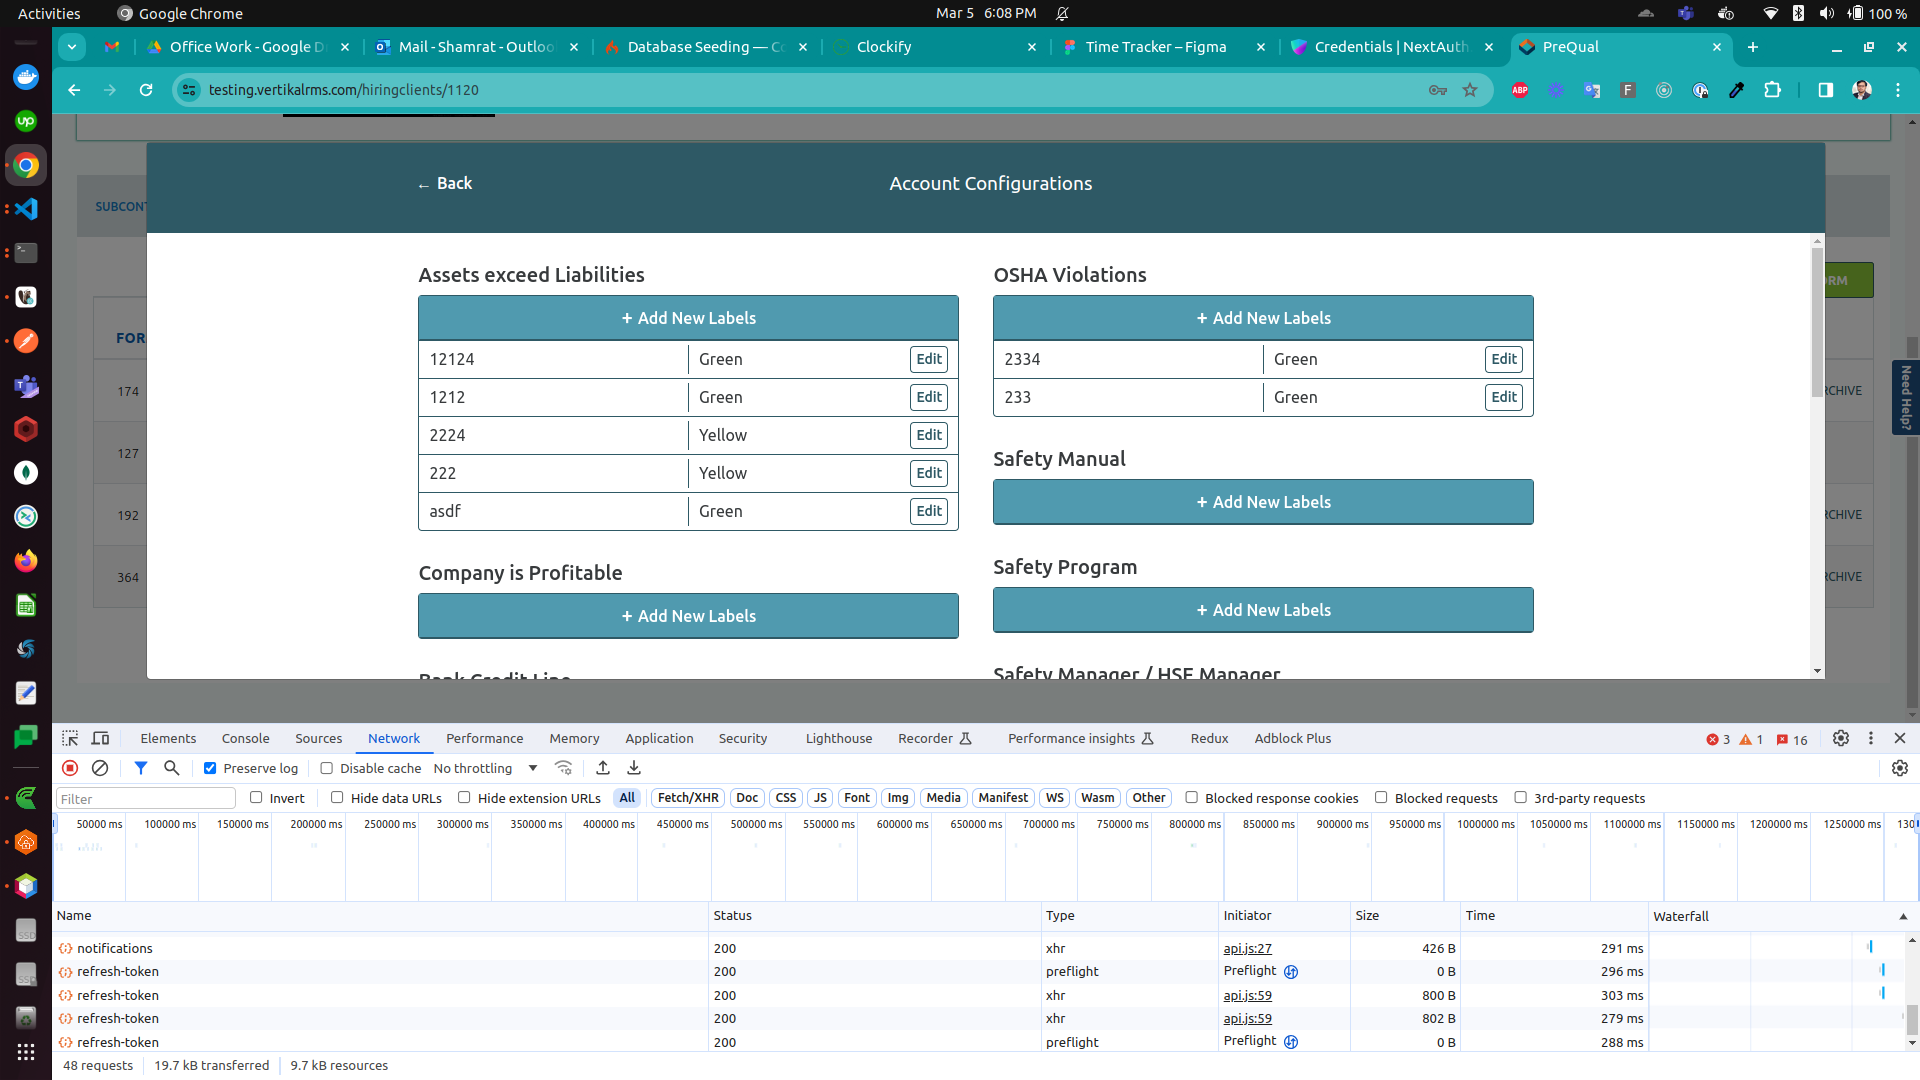 Activities Google Chrome Mar 5 6:08 PM 100 %
Office Work - Google D Mail - Shamrat - Outloo Database Seeding — Co Clockify Time Tracker – Figma Credentials | NextAuth PreQual
testing.vertikalrms.com/hiringclients/1120
← Back Account Configurations
SUBCONT
ORM
FOR
174
127
192
364
RCHIVE
RCHIVE
RCHIVE
Need Help?
Assets exceed Liabilities
+ Add New Labels
12124 Green Edit
1212 Green Edit
2224 Yellow Edit
222 Yellow Edit
asdf Green Edit
Company is Profitable
+ Add New Labels
Bank Credit Line
OSHA Violations
+ Add New Labels
2334 Green Edit
233 Green Edit
Safety Manual
+ Add New Labels
Safety Program
+ Add New Labels
Safety Manager / HSE Manager
Elements Console Sources Network Performance Memory Application Security Lighthouse Recorder Performance insights Redux Adblock Plus 3 1 16
Preserve log Disable cache No throttling
Filter Invert Hide data URLs Hide extension URLs All Fetch/XHR Doc CSS JS Font Img Media Manifest WS Wasm Other Blocked response cookies Blocked requests 3rd-party requests
50000 ms 100000 ms 150000 ms 200000 ms 250000 ms 300000 ms 350000 ms 400000 ms 450000 ms 500000 ms 550000 ms 600000 ms 650000 ms 700000 ms 750000 ms 800000 ms 850000 ms 900000 ms 950000 ms 1000000 ms 1050000 ms 1100000 ms 1150000 ms 1200000 ms 1250000 ms 130
Name Status Type Initiator Size Time Waterfall
notifications 200 xhr api.js:27 426 B 291 ms
refresh-token 200 preflight Preflight 0 B 296 ms
refresh-token 200 xhr api.js:59 800 B 303 ms
refresh-token 200 xhr api.js:59 802 B 279 ms
refresh-token 200 preflight Preflight 0 B 288 ms
48 requests 19.7 kB transferred 9.7 kB resources